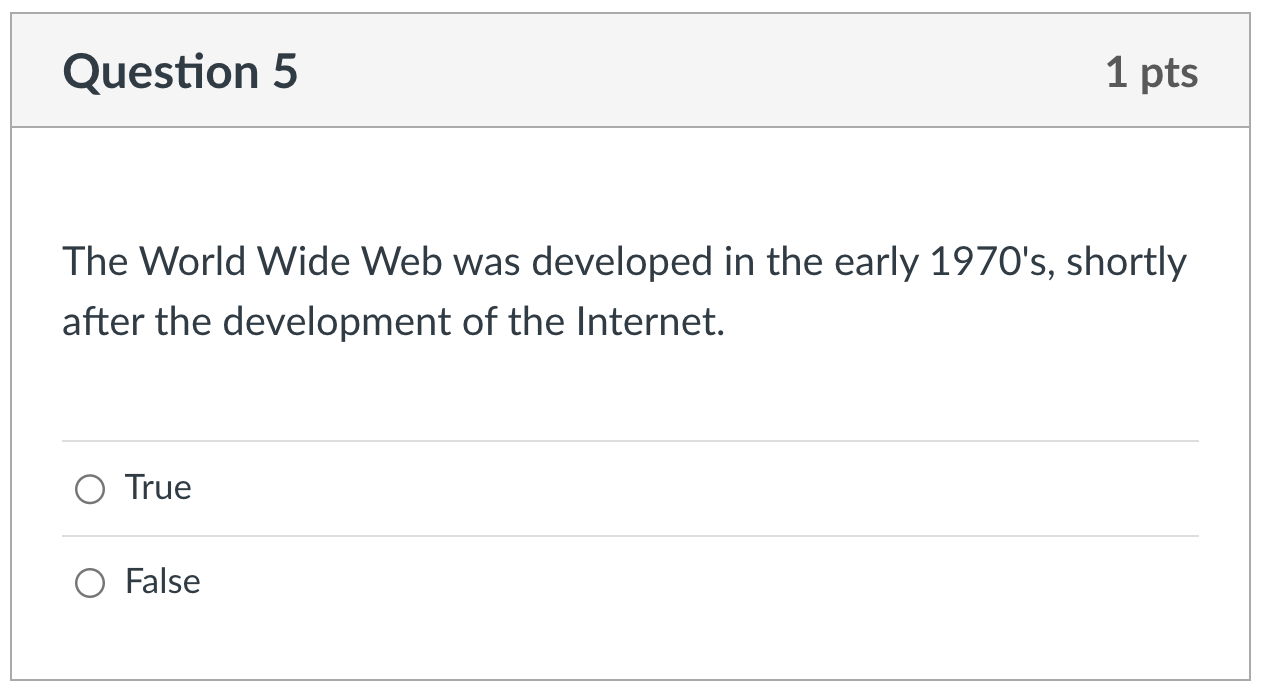 Question 5
1 pts
The World Wide Web was developed in the early 1970's, shortly
after the development of the Internet.
True
False